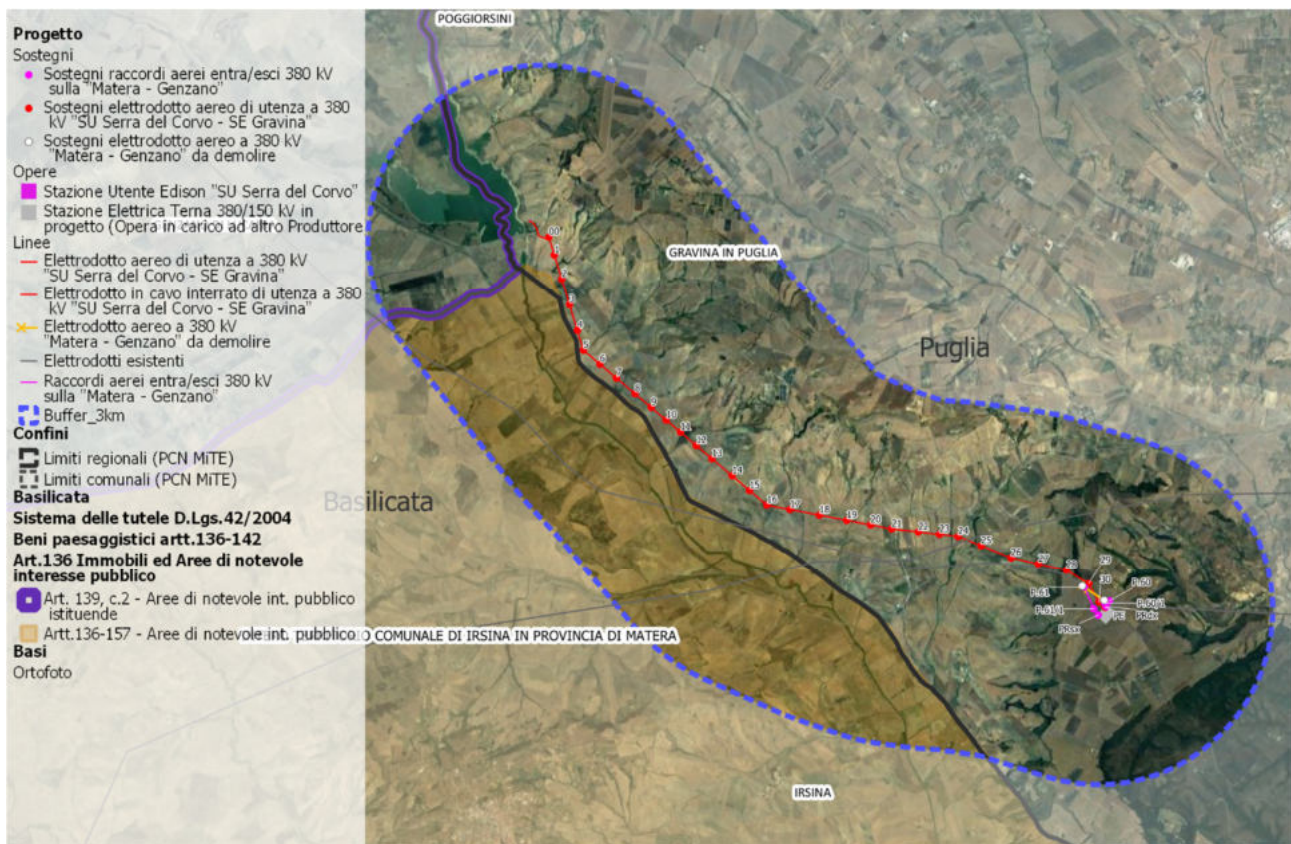 Progetto
Sostegni
Sostegni raccordi aerei entra/esci 380 kV
sulla "Matera - Genzano"
Sostegni elettrodotto aereo di utenza a 380
kV "SU Serra del Corvo - SE Gravina"
Sostegni elettrodotto aereo a 380 kV
"Matera - Genzano" da demolire
Opere
Stazione Utente Edison "SU Serra del Corvo"
Stazione Elettrica Terna 380/150 kV in
progetto (Opera in carico ad altro Produttore
Linee
Elettrodotto aereo di utenza a 380 kV
"SU Serra del Corvo - SE Gravina"
Elettrodotto in cavo interrato di utenza a 380
kV "SU Serra del Corvo - SE Gravina"
Elettrodotto aereo a 380 kV
"Matera - Genzano" da demolire
Elettrodotti esistenti
Raccordi aerei entra/esci 380 kV
sulla "Matera - Genzano"
Buffer_3km
Confini
Limiti regionali (PCN MiTE)
Limiti comunali (PCN MiTE)
Basilicata
Sistema delle tutele D.Lgs.42/2004
Beni paesaggistici artt.136-142
Art.136 Immobili ed Aree di notevole
interesse pubblico
Art. 139, c.2 - Aree di notevole int. pubblico
istituende
Artt.136-157 - Aree di notevole int. pubblico
Basi
Ortofoto
POGGIORSINI
GRAVINA IN PUGLIA
Puglia
Basilicata
IO COMUNALE DI IRSINA IN PROVINCIA DI MATERA
IRSINA
00
1
2
3
4
5
6
7
8
9
10
11
12
13
14
15
16
17
18
19
20
21
22
23
24
25
26
27
28
29
30
P.61
P.60
P.61/1
P.60/1
PRsx
PE
PRdx